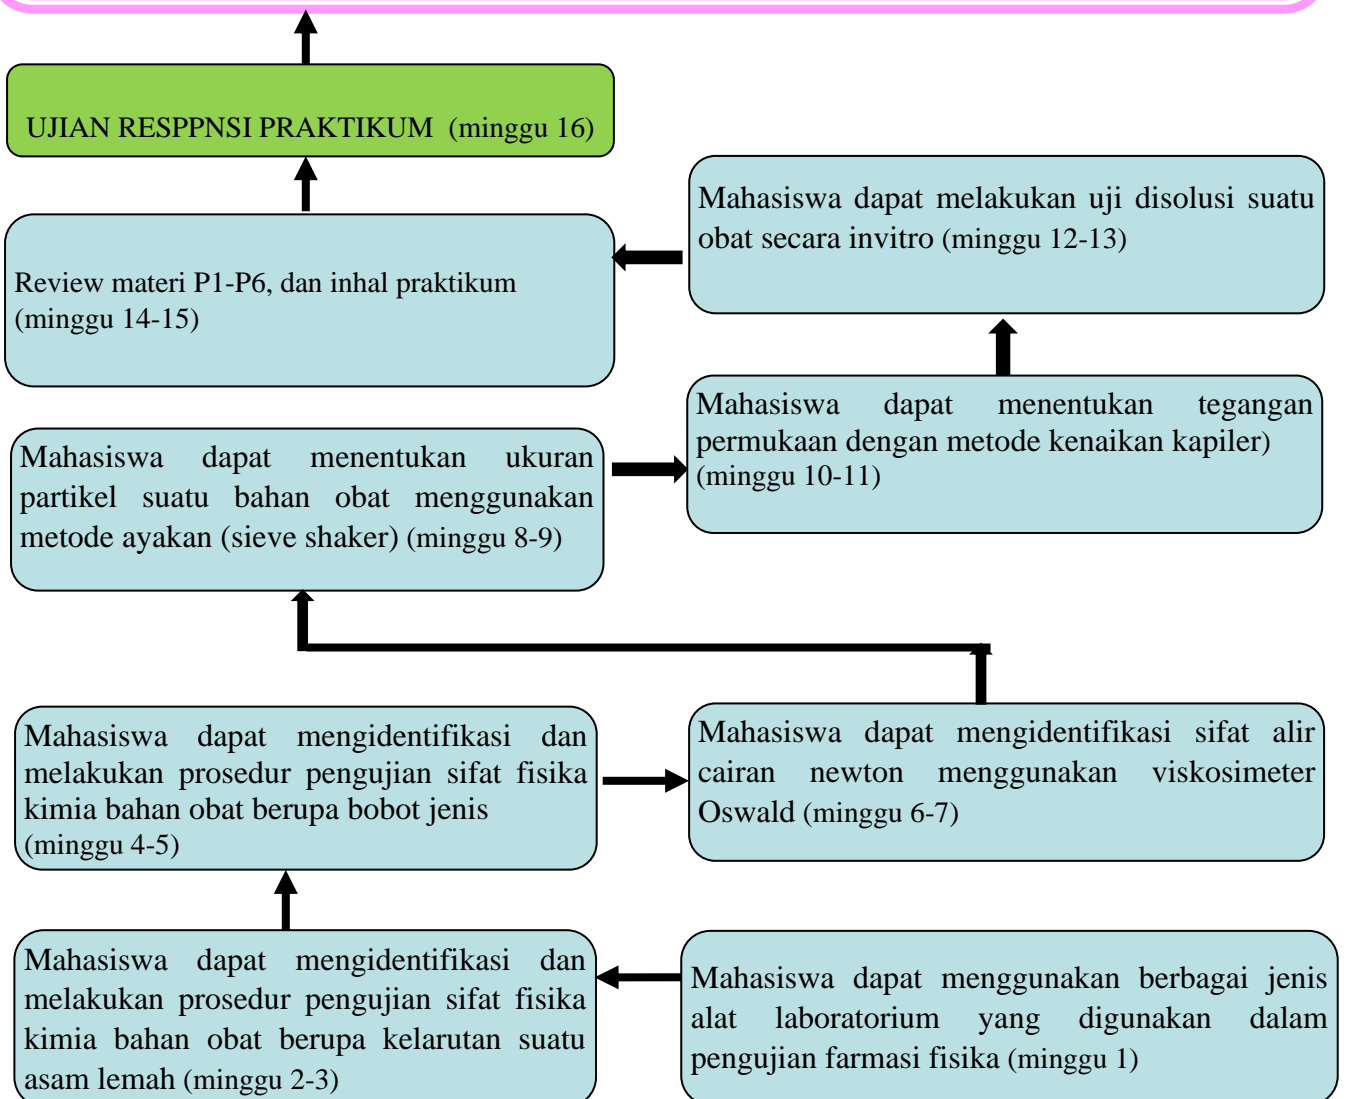 UJIAN RESPPNSI PRAKTIKUM (minggu 16)
Mahasiswa dapat melakukan uji disolusi suatu
obat secara invitro (minggu 12-13)
Review materi P1-P6, dan inhal praktikum
(minggu 14-15)
Mahasiswa dapat menentukan tegangan
permukaan dengan metode kenaikan kapiler)
(minggu 10-11)
Mahasiswa dapat menentukan ukuran
partikel suatu bahan obat menggunakan
metode ayakan (sieve shaker) (minggu 8-9)
Mahasiswa dapat mengidentifikasi dan
melakukan prosedur pengujian sifat fisika
kimia bahan obat berupa bobot jenis
(minggu 4-5)
Mahasiswa dapat mengidentifikasi sifat alir
cairan newton menggunakan viskosimeter
Oswald (minggu 6-7)
Mahasiswa dapat mengidentifikasi dan
melakukan prosedur pengujian sifat fisika
kimia bahan obat berupa kelarutan suatu
asam lemah (minggu 2-3)
Mahasiswa dapat menggunakan berbagai jenis
alat laboratorium yang digunakan dalam
pengujian farmasi fisika (minggu 1)